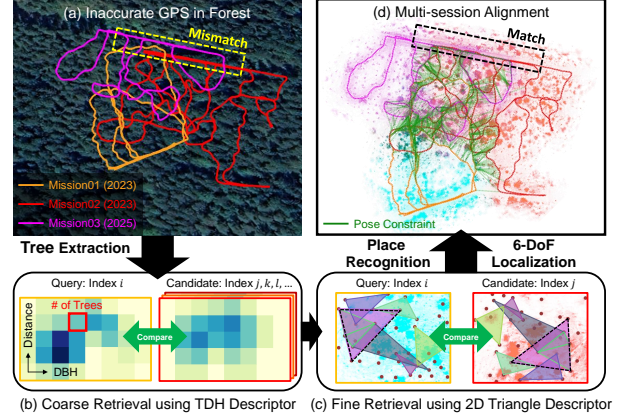 (a) Inaccurate GPS in Forest
Mismatch
Mission01 (2023)
Mission02 (2023)
Mission03 (2025)
(d) Multi-session Alignment
Match
Pose Constraint
Tree Extraction
Place Recognition
6-DoF Localization
Query: Index i
Candidate: Index j, k, l, ...
# of Trees
Distance
DBH
Compare
Query: Index i
Candidate: Index j
Compare
(b) Coarse Retrieval using TDH Descriptor
(c) Fine Retrieval using 2D Triangle Descriptor